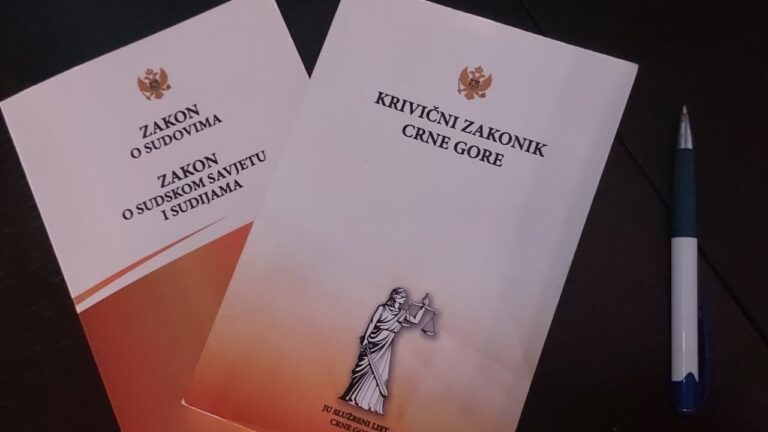 ZAKON
O SUDOVIMA
ZAKON
O SUDSKOM SAVJETU
I SUDIJAMA
KRIVIČNI ZAKONIK
CRNE GORE
JU SLUŽBENI LIST
CRNE GORE